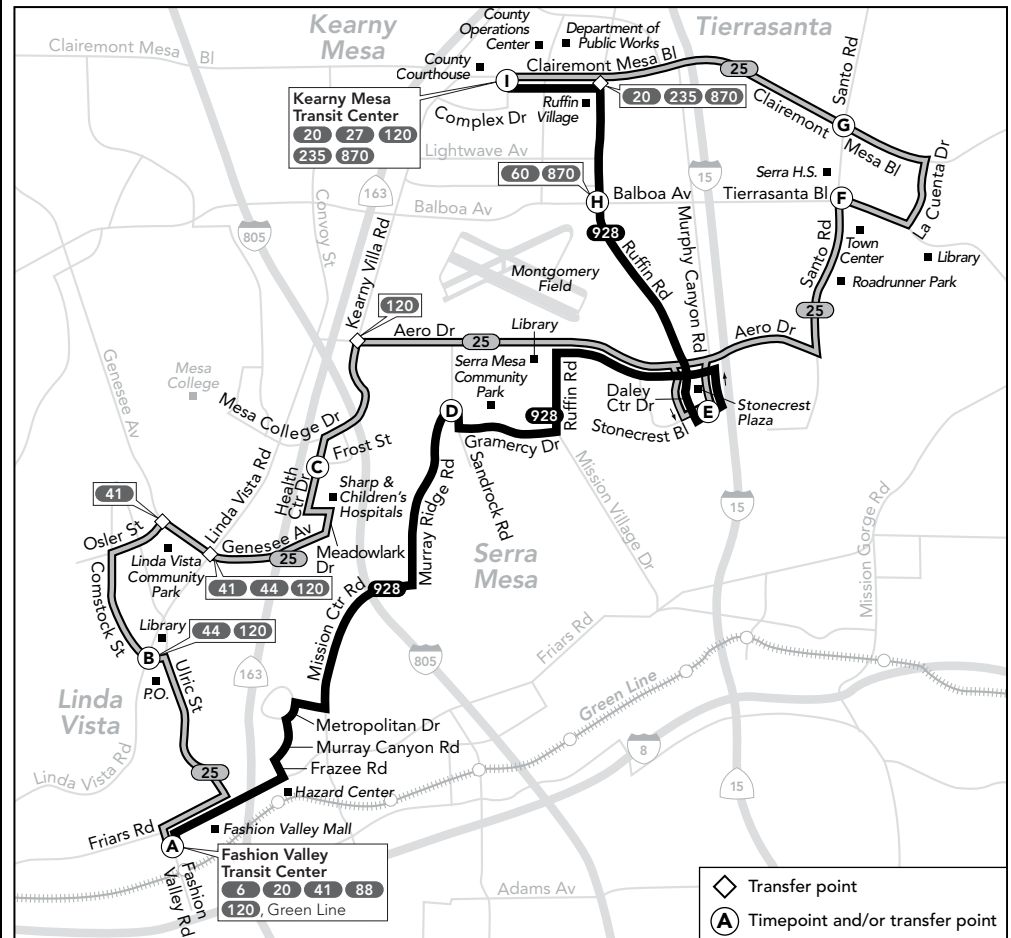 Kearny
Mesa
Tierrasanta
County
Operations
Center
Department of
Public Works
County
Courthouse
Clairemont Mesa Bl
Clairemont Mesa Bl
25
Santo Rd
I
Kearny Mesa
Transit Center
20 27 120
235 870
Ruffin
Village
20 235 870
Complex Dr
Clairemont
Mesa Bl
G
Lightwave Av
15
Serra H.S.
La Cuenta Dr
60 870
163
Convoy St
Balboa Av
H
Balboa Av
Tierrasanta Bl
F
805
928
Kearny Villa Rd
Ruffin Rd
Murphy Canyon Rd
Santo Rd
Town
Center
Library
Roadrunner Park
Montgomery
Field
120
25
Aero Dr
25
Library
Aero Dr
Genesee Av
Mesa
College
Serra Mesa
Community
Park
Ruffin Rd
Daley
Ctr Dr
Stonecrest
Plaza
Mesa College Dr
D
928
E
Stonecrest Bl
Gramercy Dr
Frost St
C
Linda Vista Rd
Health
Ctr Dr
Sharp &
Children's
Hospitals
Murray Ridge Rd
Sandrock Rd
Mission Village Dr
15
Mission Gorge Rd
41
Osler St
Genesee Av
25
Meadowlark
Dr
Linda Vista
Community
Park
41 44 120
Serra
Mesa
Comstock St
Mission Ctr Rd
928
Library
44 120
B
P.O.
Ulric St
Friars Rd
163
805
Green Line
Linda
Vista
Metropolitan Dr
Murray Canyon Rd
Frazee Rd
8
Linda Vista Rd
25
Hazard Center
15
Friars Rd
Fashion Valley Mall
A
Fashion
Valley Rd
Fashion Valley
Transit Center
6 20 41 88
120, Green Line
Adams Av
Transfer point
A Timepoint and/or transfer point